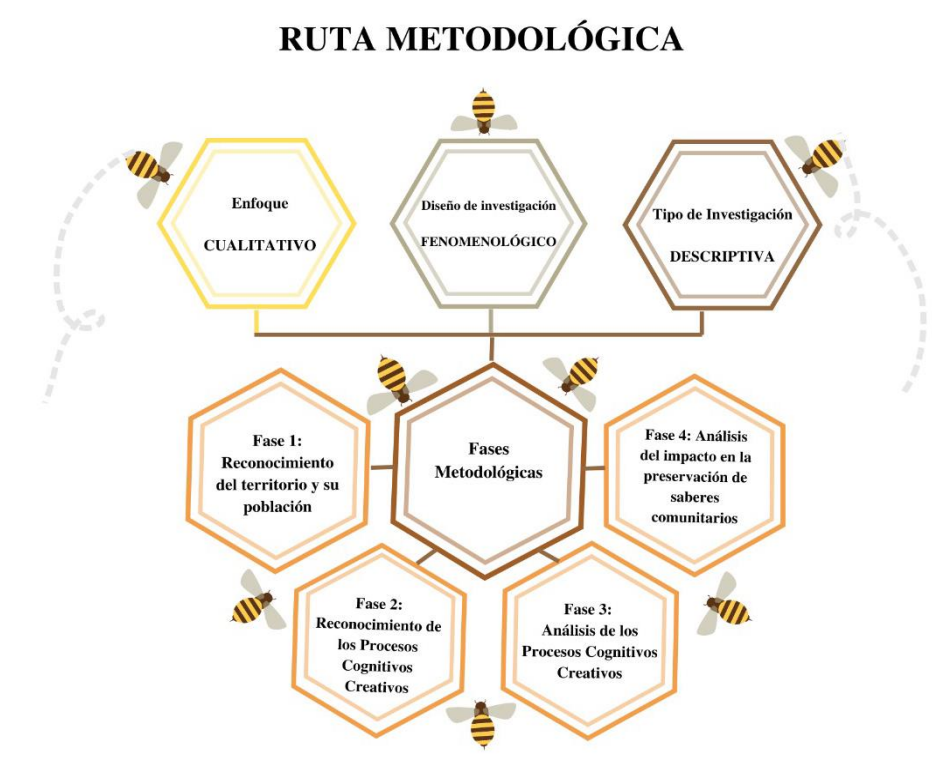 RUTA METODOLÓGICA
Enfoque
CUALITATIVO
Diseño de investigación
FENOMENOLÓGICO
Tipo de Investigación
DESCRIPTIVA
Fases
Metodológicas
Fase 1:
Reconocimiento
del territorio y su
población
Fase 2:
Reconocimiento de
los Procesos
Cognitivos
Creativos
Fase 3:
Análisis de los
Procesos Cognitivos
Creativos
Fase 4: Análisis
del impacto en la
preservación de
saberes
comunitarios